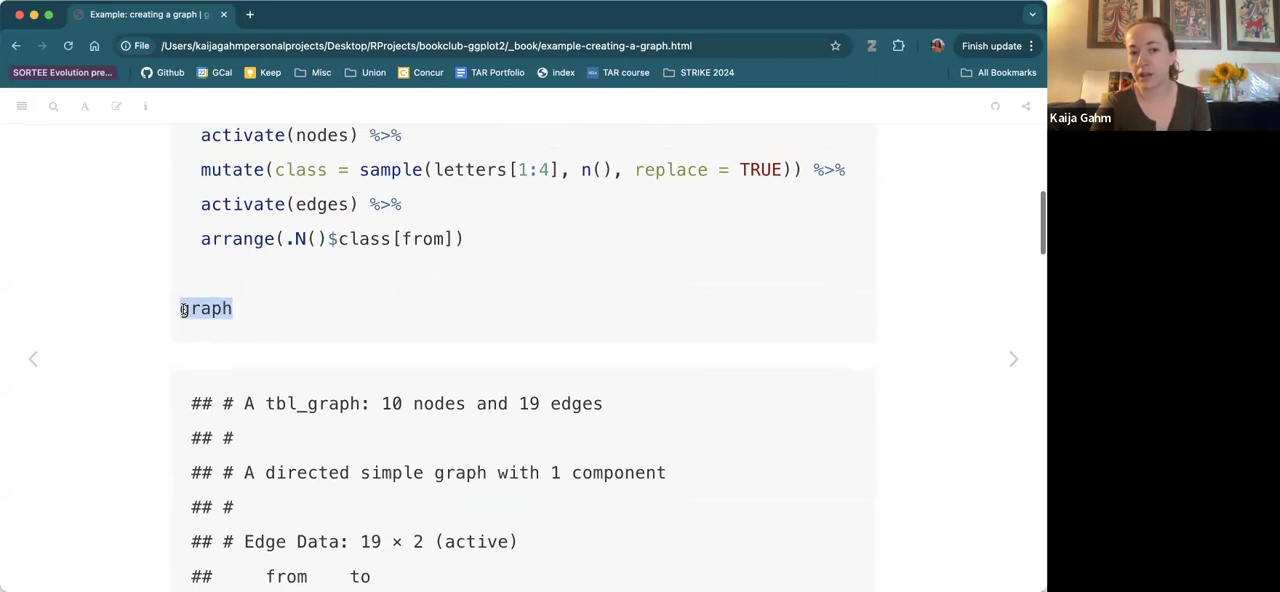 Example: creating a graph | g
File /Users/kaijagahmpersonalprojects/Desktop/RProjects/bookclub-ggplot2/_book/example-creating-a-graph.html
Finish update
SORTEE Evolution pre... Github GCal Keep Misc Union Concur TAR Portfolio index TAR course STRIKE 2024 All Bookmarks
Kaija Gahm
activate(nodes) %>%
mutate(class = sample(letters[1:4], n(), replace = TRUE)) %>%
activate(edges) %>%
arrange(.N()$class[from])
graph
## # A tbl_graph: 10 nodes and 19 edges
## #
## # A directed simple graph with 1 component
## #
## # Edge Data: 19 × 2 (active)
## from to